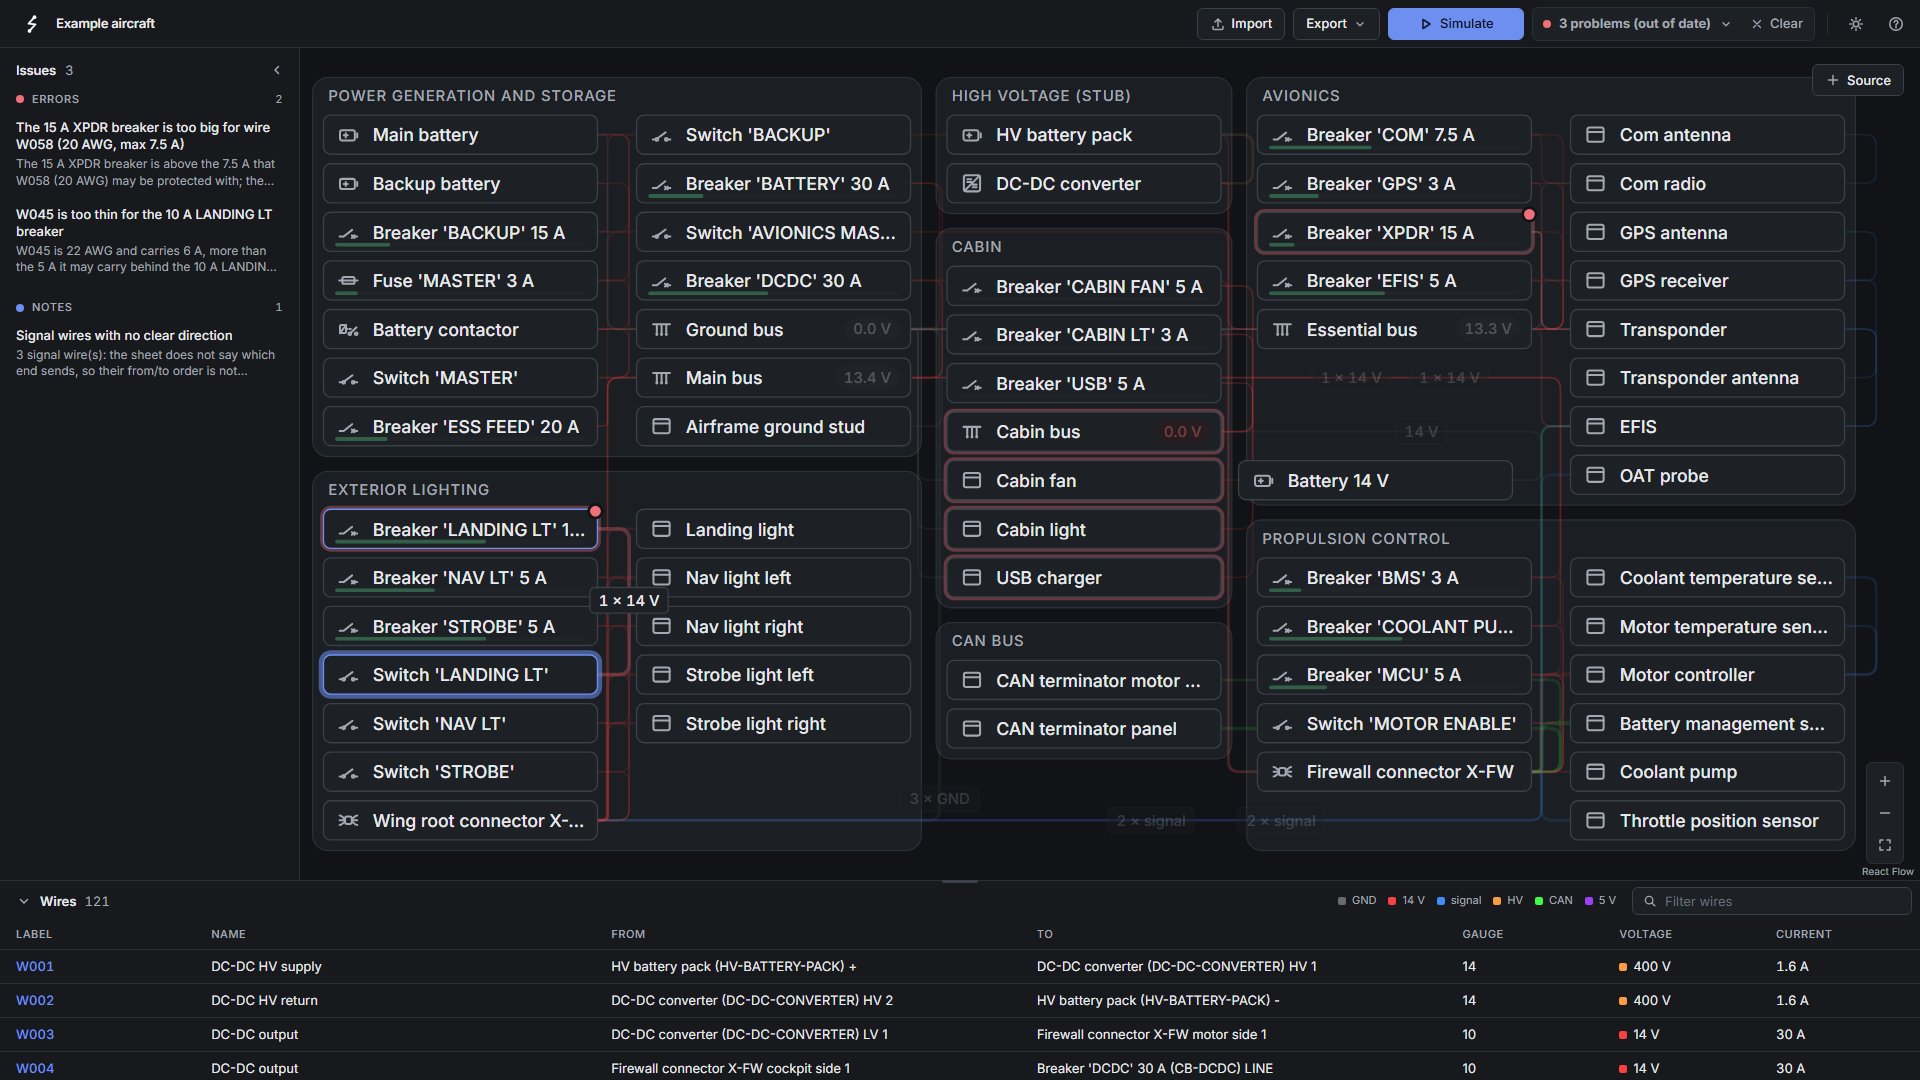 Example aircraft
Import
Export
Simulate
3 problems (out of date)
Clear
Issues 3
ERRORS 2
The 15 A XPDR breaker is too big for wire
W058 (20 AWG, max 7.5 A)
The 15 A XPDR breaker is above the 7.5 A that
W058 (20 AWG) may be protected with; the...
W045 is too thin for the 10 A LANDING LT
breaker
W045 is 22 AWG and carries 6 A, more than
the 5 A it may carry behind the 10 A LANDIN...
NOTES 1
Signal wires with no clear direction
3 signal wire(s): the sheet does not say which
end sends, so their from/to order is not...
Source
POWER GENERATION AND STORAGE
Main battery
Backup battery
Breaker 'BACKUP' 15 A
Fuse 'MASTER' 3 A
Battery contactor
Switch 'MASTER'
Breaker 'ESS FEED' 20 A
Switch 'BACKUP'
Breaker 'BATTERY' 30 A
Switch 'AVIONICS MAS...
Breaker 'DCDC' 30 A
Ground bus 0.0 V
Main bus 13.4 V
Airframe ground stud
EXTERIOR LIGHTING
Breaker 'LANDING LT' 1...
Breaker 'NAV LT' 5 A
Breaker 'STROBE' 5 A
Switch 'LANDING LT'
Switch 'NAV LT'
Switch 'STROBE'
Wing root connector X-...
1 × 14 V
Landing light
Nav light left
Nav light right
Strobe light left
Strobe light right
HIGH VOLTAGE (STUB)
HV battery pack
DC-DC converter
CABIN
Breaker 'CABIN FAN' 5 A
Breaker 'CABIN LT' 3 A
Breaker 'USB' 5 A
Cabin bus 0.0 V
Cabin fan
Cabin light
USB charger
CAN BUS
CAN terminator motor ...
CAN terminator panel
3 × GND
2 × signal
2 × signal
AVIONICS
Breaker 'COM' 7.5 A
Breaker 'GPS' 3 A
Breaker 'XPDR' 15 A
Breaker 'EFIS' 5 A
Essential bus 13.3 V
1 × 14 V
1 × 14 V
14 V
Battery 14 V
Com antenna
Com radio
GPS antenna
GPS receiver
Transponder
Transponder antenna
EFIS
OAT probe
PROPULSION CONTROL
Breaker 'BMS' 3 A
Breaker 'COOLANT PU...
Breaker 'MCU' 5 A
Switch 'MOTOR ENABLE'
Firewall connector X-FW
Coolant temperature se...
Motor temperature sen...
Motor controller
Battery management s...
Coolant pump
Throttle position sensor
React Flow
Wires 121
GND 14 V signal HV CAN 5 V
Filter wires
LABEL NAME FROM TO GAUGE VOLTAGE CURRENT
W001 DC-DC HV supply HV battery pack (HV-BATTERY-PACK) + DC-DC converter (DC-DC-CONVERTER) HV 1 14 400 V 1.6 A
W002 DC-DC HV return DC-DC converter (DC-DC-CONVERTER) HV 2 HV battery pack (HV-BATTERY-PACK) - 14 400 V 1.6 A
W003 DC-DC output DC-DC converter (DC-DC-CONVERTER) LV 1 Firewall connector X-FW motor side 1 10 14 V 30 A
W004 DC-DC output Firewall connector X-FW cockpit side 1 Breaker 'DCDC' 30 A (CB-DCDC) LINE 10 14 V 30 A